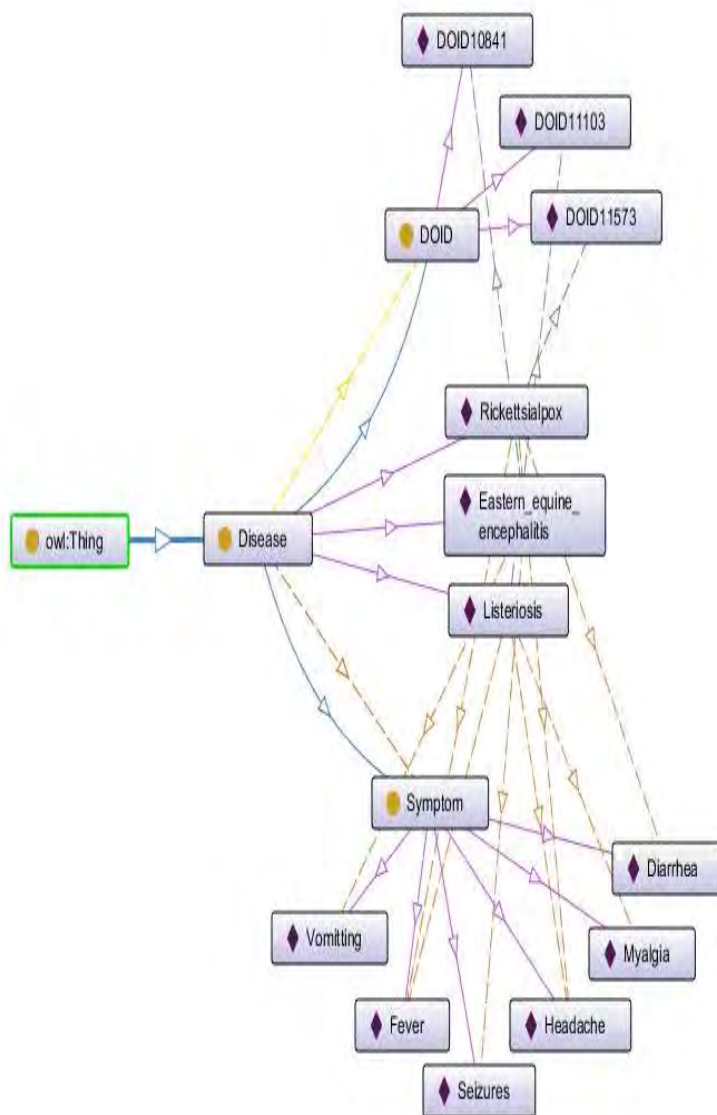 DOID10841
DOID11103
DOID11573
DOID
Rickettsialpox
Eastern_equine_
encephalitis
owl:Thing
Disease
Listeriosis
Symptom
Diarrhea
Vomitting
Myalgia
Fever
Headache
Seizures